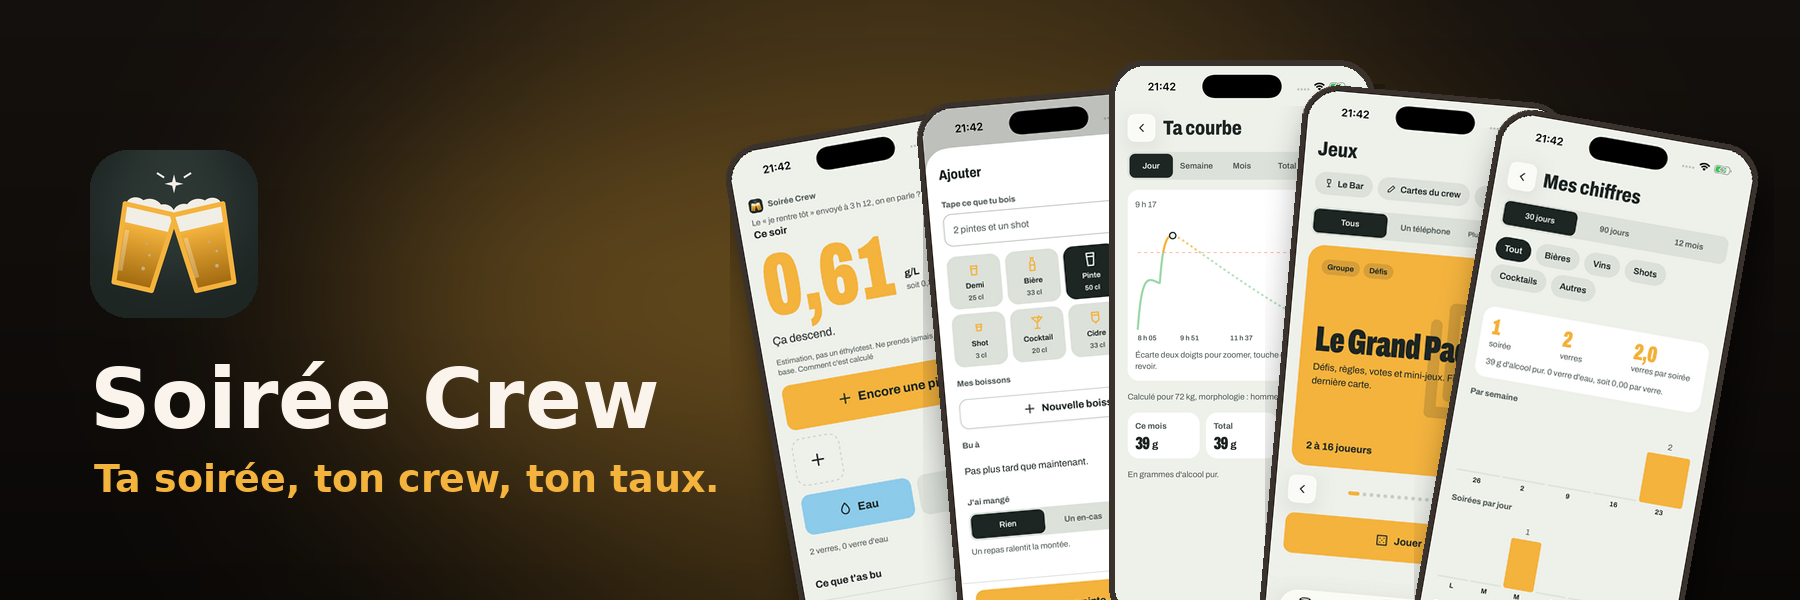 Soirée Crew
Ta soirée, ton crew, ton taux.
21:42
Soirée Crew
Le « je rentre tôt » envoyé à 3 h 12, on en parle ?
Ce soir
0,61
g/L
soit 0,
Ça descend.
Estimation, pas un éthylotest. Ne prends jamais
base. Comment c'est calculé
+ Encore une pi
+
Eau
2 verres, 0 verre d'eau
Ce que t'as bu
21:42
Ajouter
Tape ce que tu bois
2 pintes et un shot
Demi
25 cl
Bière
33 cl
Pinte
50 cl
Shot
3 cl
Cocktail
20 cl
Cidre
33 cl
Mes boissons
+ Nouvelle boiss
Bu à
Pas plus tard que maintenant.
J'ai mangé
Rien
Un en-cas
Un repas ralentit la montée.
21:42
Ta courbe
Jour
Semaine
Mois
Total
9 h 17
8 h 05
9 h 51
11 h 37
Écarte deux doigts pour zoomer, touche
revoir.
Calculé pour 72 kg, morphologie : homme
Ce mois
39 g
Total
39 g
En grammes d'alcool pur.
21:42
Jeux
Le Bar
Cartes du crew
Tous
Un téléphone
Groupe
Défis
Le Grand Pa
Défis, règles, votes et mini-jeux.
dernière carte.
2 à 16 joueurs
Jouer
21:42
Mes chiffres
30 jours
90 jours
12 mois
Tout
Bières
Vins
Shots
Cocktails
Autres
1
soirée
2
verres
2,0
verres par soirée
39 g d'alcool pur. 0 verre d'eau, soit 0,00 par verre.
Par semaine
2
26
2
9
16
23
Soirées par jour
1
L
M
M